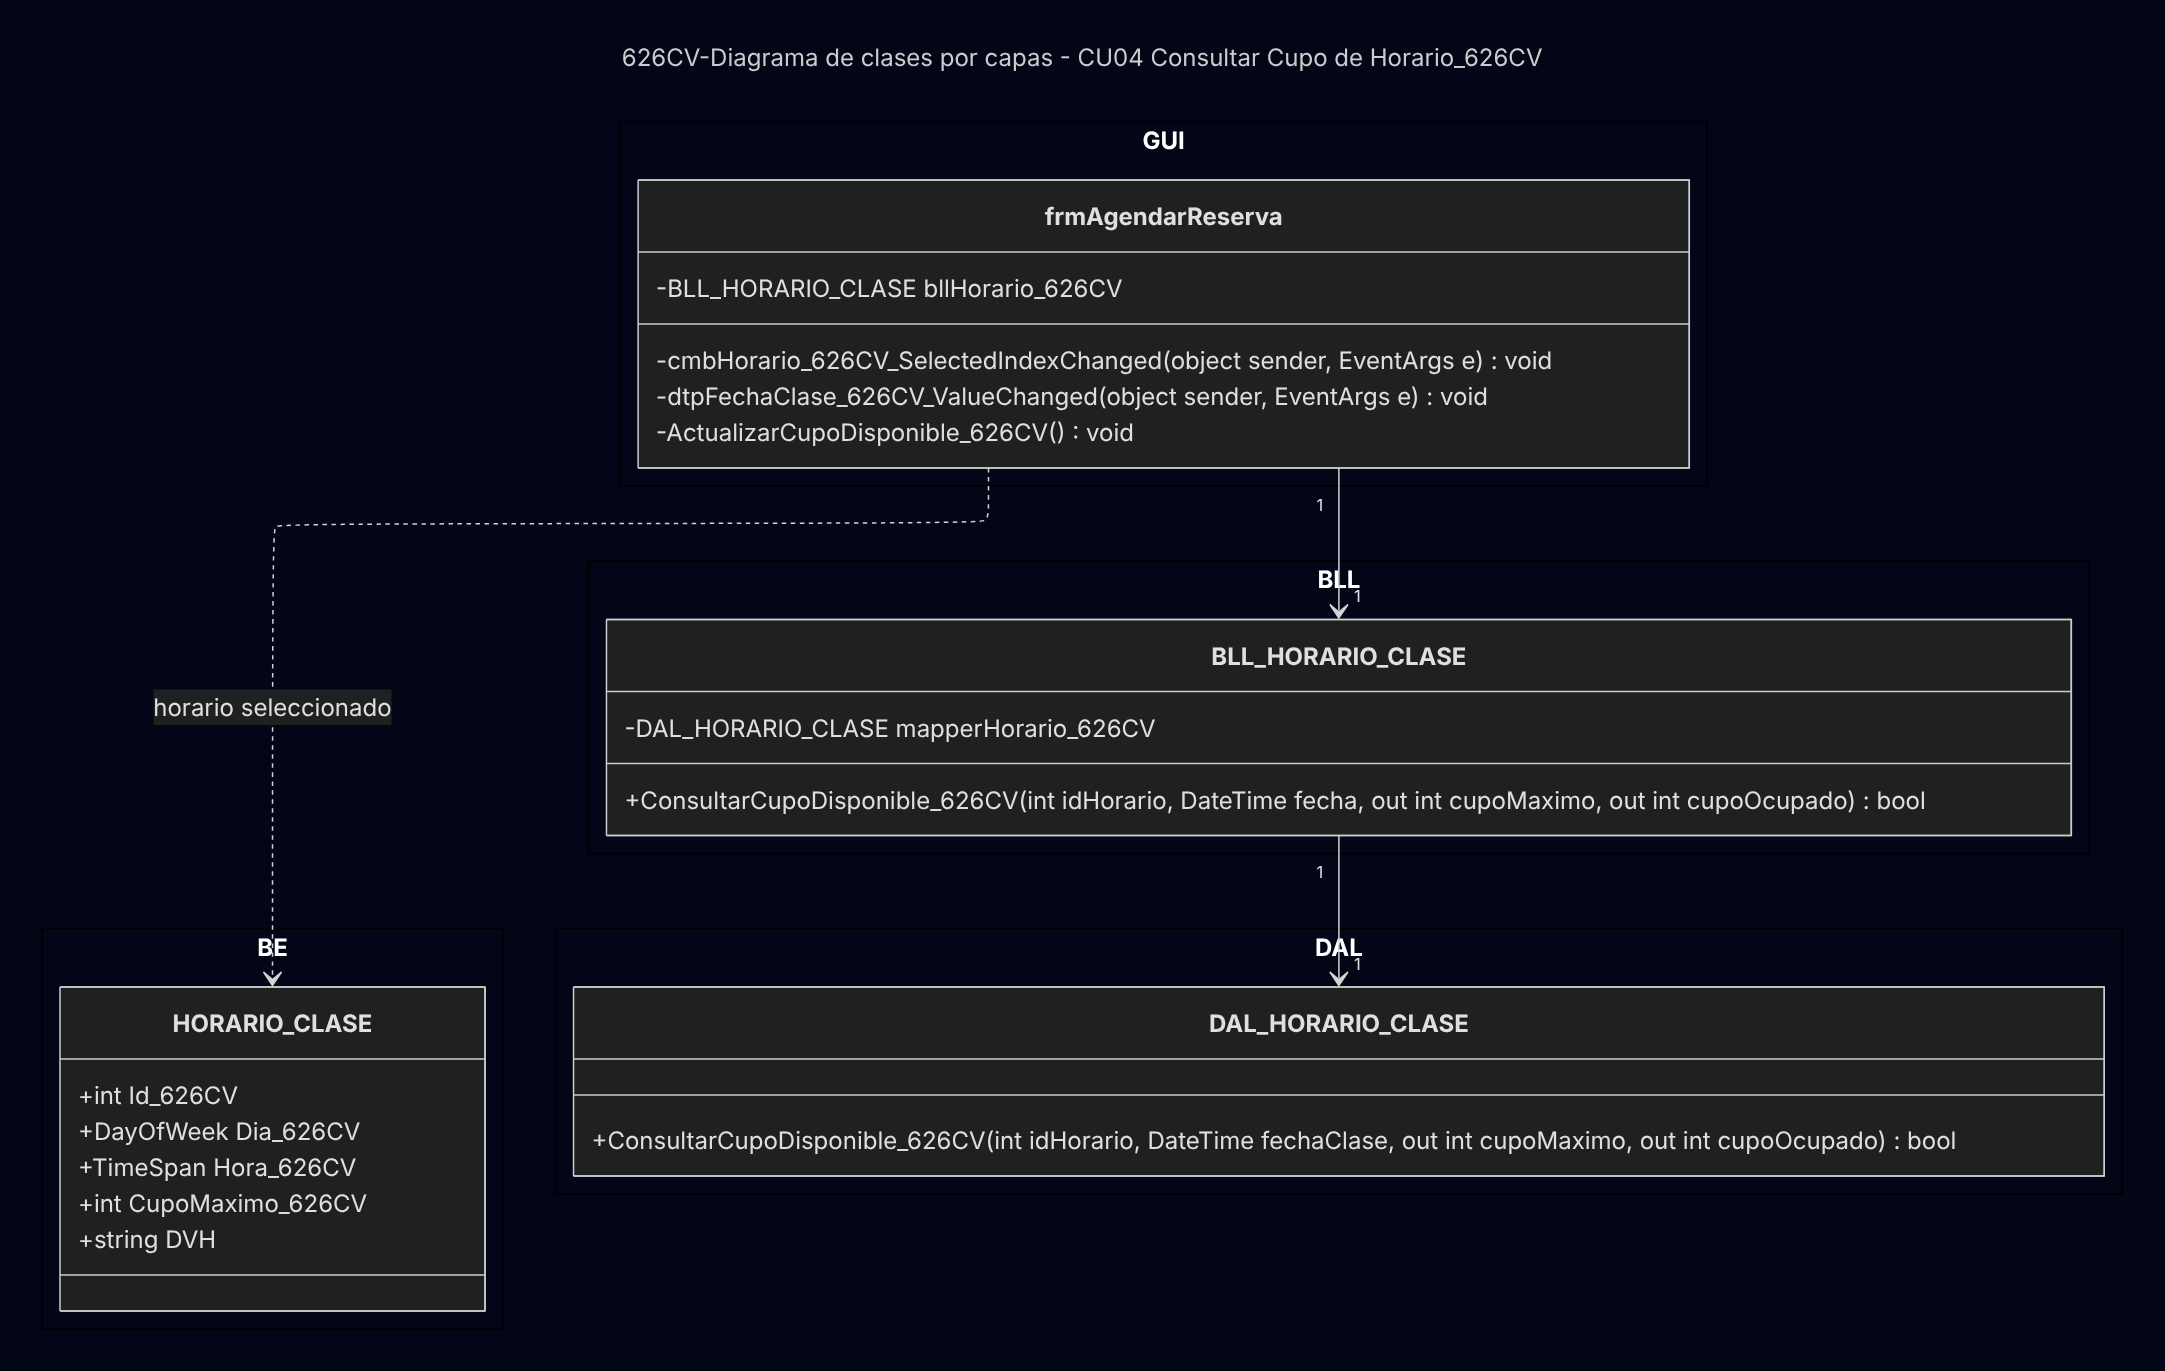 626CV-Diagrama de clases por capas - CU04 Consultar Cupo de Horario_626CV
GUI
frmAgendarReserva
-BLL_HORARIO_CLASE bllHorario_626CV
-cmbHorario_626CV_SelectedIndexChanged(object sender, EventArgs e) : void
-dtpFechaClase_626CV_ValueChanged(object sender, EventArgs e) : void
-ActualizarCupoDisponible_626CV() : void
1
BLL
1
BLL_HORARIO_CLASE
-DAL_HORARIO_CLASE mapperHorario_626CV
+ConsultarCupoDisponible_626CV(int idHorario, DateTime fecha, out int cupoMaximo, out int cupoOcupado) : bool
horario seleccionado
1
BE
HORARIO_CLASE
+int Id_626CV
+DayOfWeek Dia_626CV
+TimeSpan Hora_626CV
+int CupoMaximo_626CV
+string DVH
DAL
1
DAL_HORARIO_CLASE
+ConsultarCupoDisponible_626CV(int idHorario, DateTime fechaClase, out int cupoMaximo, out int cupoOcupado) : bool